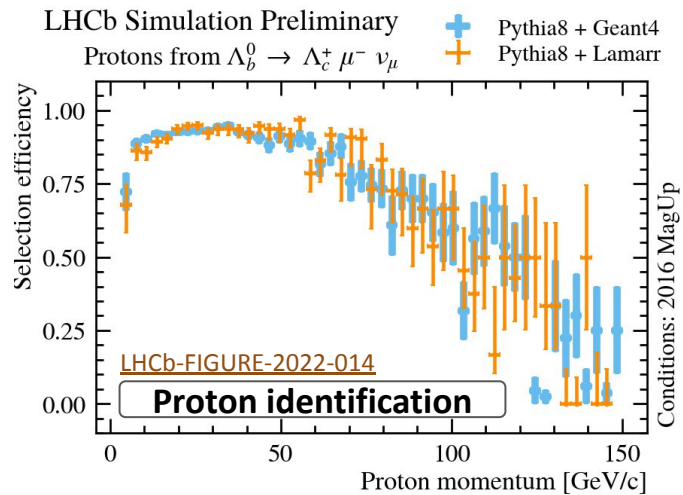 LHCb Simulation Preliminary
Protons from Λ_b^0 → Λ_c^+ μ^- ν_μ
Pythia8 + Geant4
Pythia8 + Lamarr
Selection efficiency
1.00
0.75
0.50
0.25
0.00
LHCb-FIGURE-2022-014
Proton identification
0
50
100
150
Proton momentum [GeV/c]
Conditions: 2016 MagUp